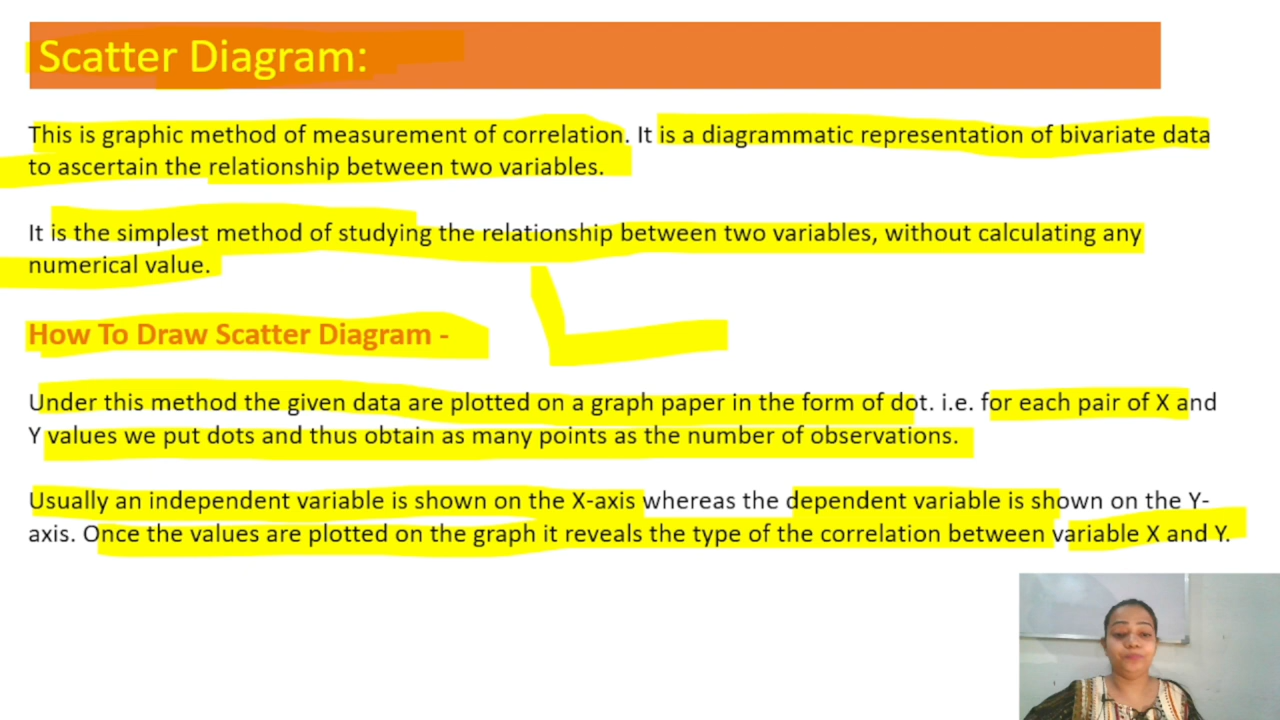 Scatter Diagram:
This is graphic method of measurement of correlation. It is a diagrammatic representation of bivariate data
to ascertain the relationship between two variables.
It is the simplest method of studying the relationship between two variables, without calculating any
numerical value.
How To Draw Scatter Diagram -
Under this method the given data are plotted on a graph paper in the form of dot. i.e. for each pair of X and
Y values we put dots and thus obtain as many points as the number of observations.
Usually an independent variable is shown on the X-axis whereas the dependent variable is shown on the Y-
axis. Once the values are plotted on the graph it reveals the type of the correlation between variable X and Y.